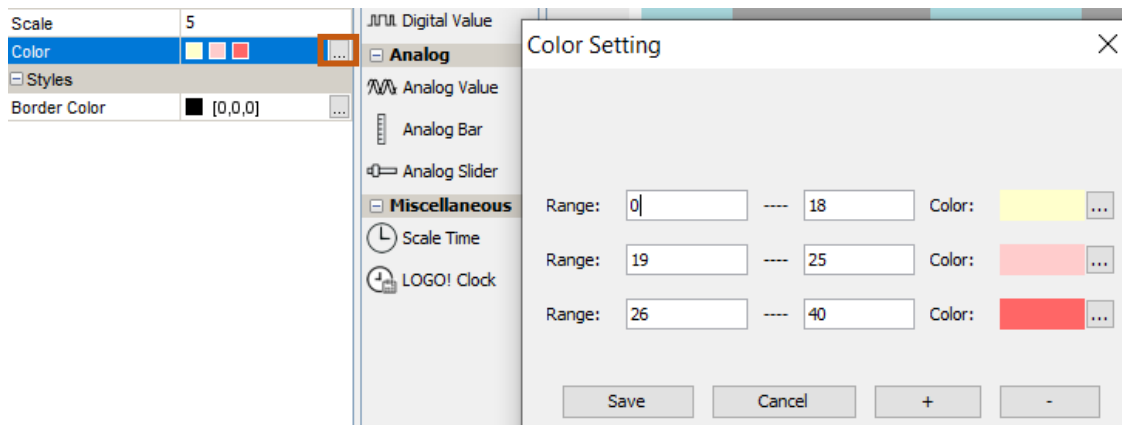 Scale 5
Color ...
Styles
Border Color [0,0,0] ...
Digital Value
Analog
Analog Value
Analog Bar
Analog Slider
Miscellaneous
Scale Time
LOGO! Clock
Color Setting
Range: 0 ---- 18 Color: ...
Range: 19 ---- 25 Color: ...
Range: 26 ---- 40 Color: ...
Save Cancel + -